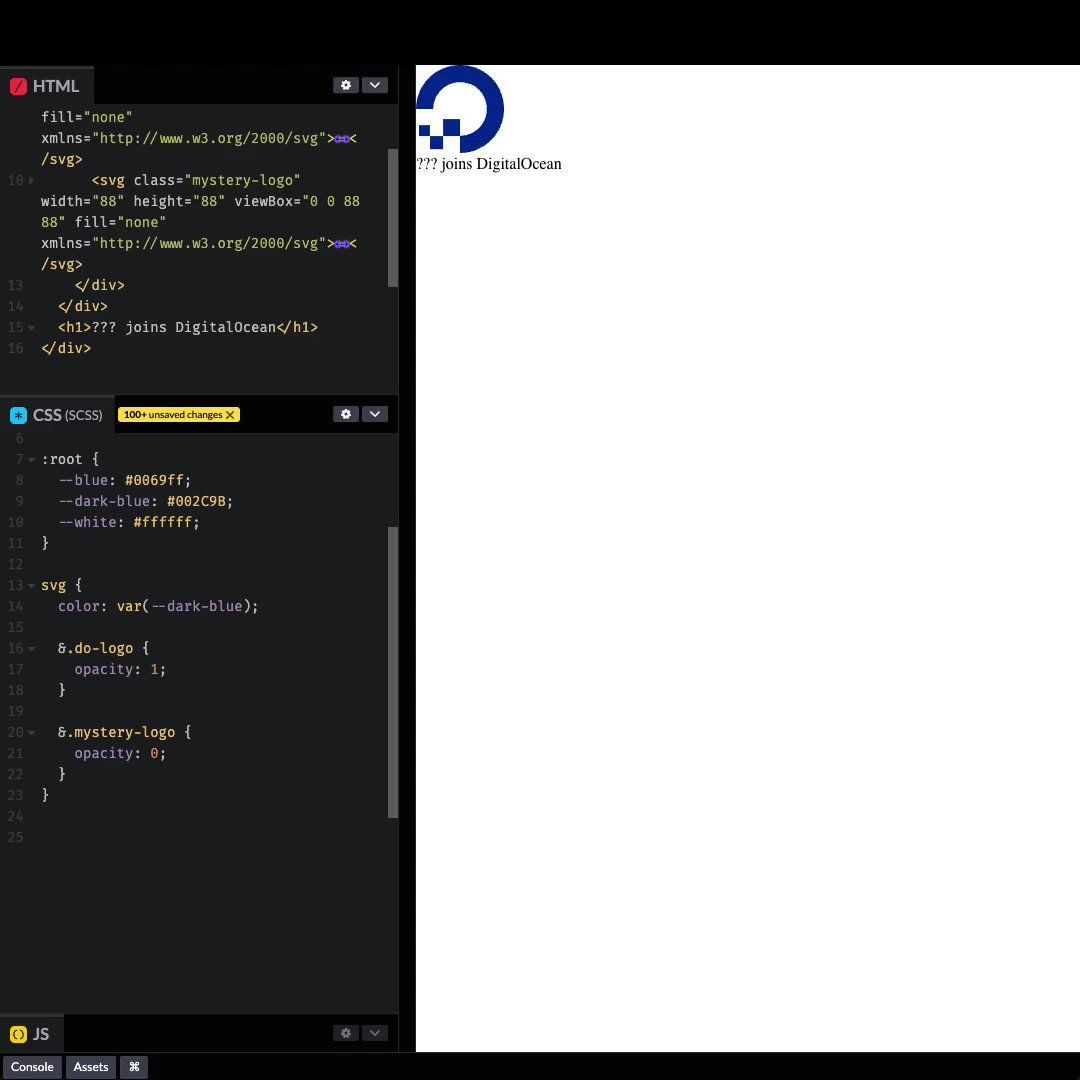 HTML
fill="none"
xmlns="http://www.w3.org/2000/svg"><
/svg>
10 <svg class="mystery-logo"
width="88" height="88" viewBox="0 0 88
88" fill="none"
xmlns="http://www.w3.org/2000/svg"><
/svg>
13 </div>
14 </div>
15 <h1>??? joins DigitalOcean</h1>
16 </div>
CSS (SCSS) 100+ unsaved changes X
6
7 :root {
8 --blue: #0069ff;
9 --dark-blue: #002C9B;
10 --white: #ffffff;
11 }
12
13 svg {
14 color: var(--dark-blue);
15
16 &.do-logo {
17 opacity: 1;
18 }
19
20 &.mystery-logo {
21 opacity: 0;
22 }
23 }
24
25
JS
Console Assets ⌘
??? joins DigitalOcean